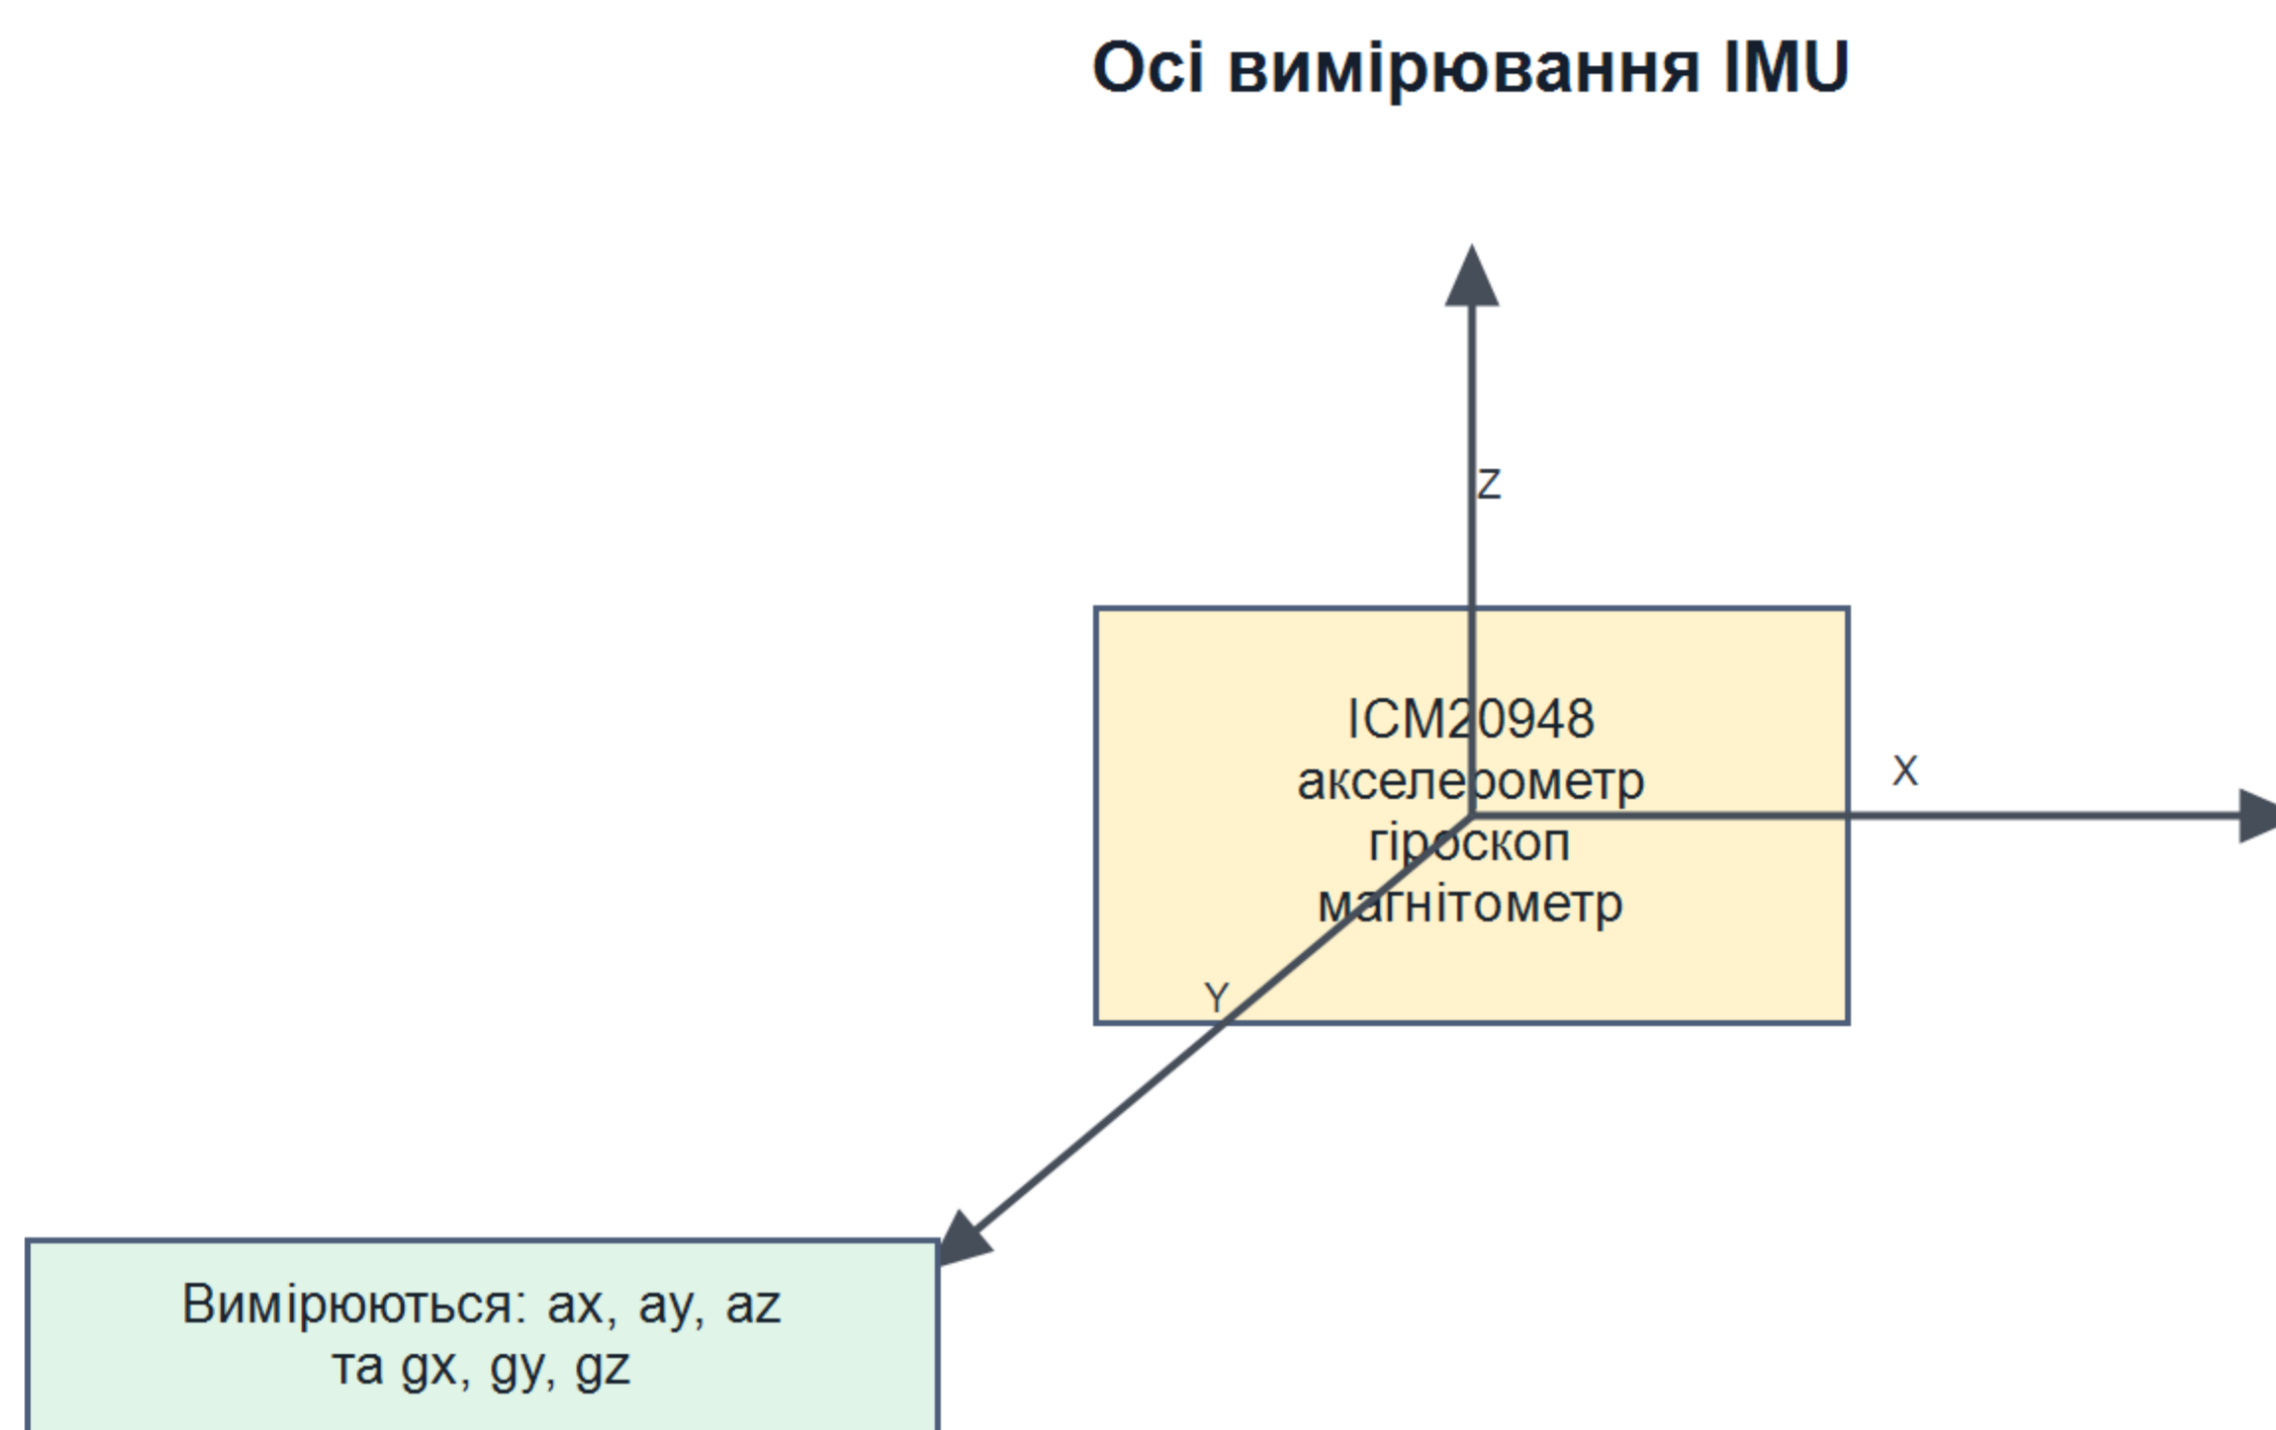 Осі вимірювання IMU
Z
ICM20948
акселерометр
X
гіроскоп
магнітометр
Y
Вимірюються: ax, ay, az
та gx, gy, gz